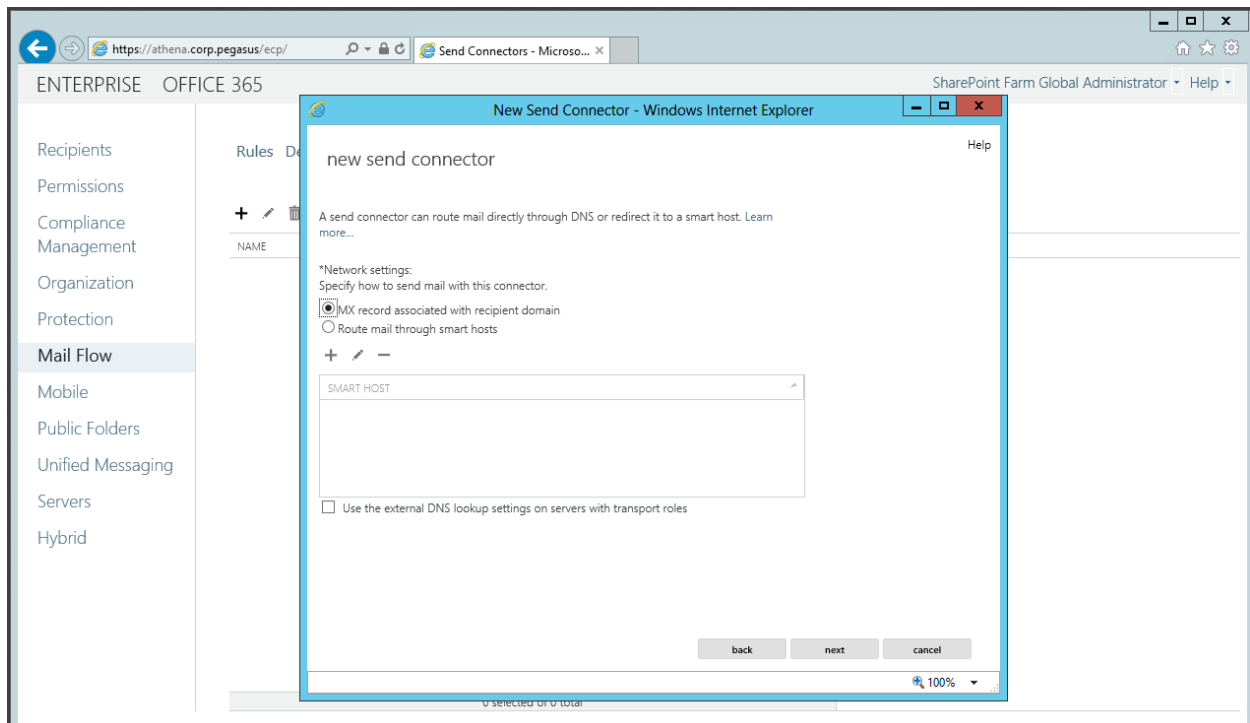 https://athena.corp.pegasus/ecp/
Send Connectors - Microso...
ENTERPRISE OFFICE 365
SharePoint Farm Global Administrator Help
Recipients
Permissions
Compliance
Management
Organization
Protection
Mail Flow
Mobile
Public Folders
Unified Messaging
Servers
Hybrid
Rules De
NAME
New Send Connector - Windows Internet Explorer
Help
new send connector
A send connector can route mail directly through DNS or redirect it to a smart host. Learn
more...
*Network settings:
Specify how to send mail with this connector.
MX record associated with recipient domain
Route mail through smart hosts
SMART HOST
Use the external DNS lookup settings on servers with transport roles
back next cancel
100%
0 selected of 0 total